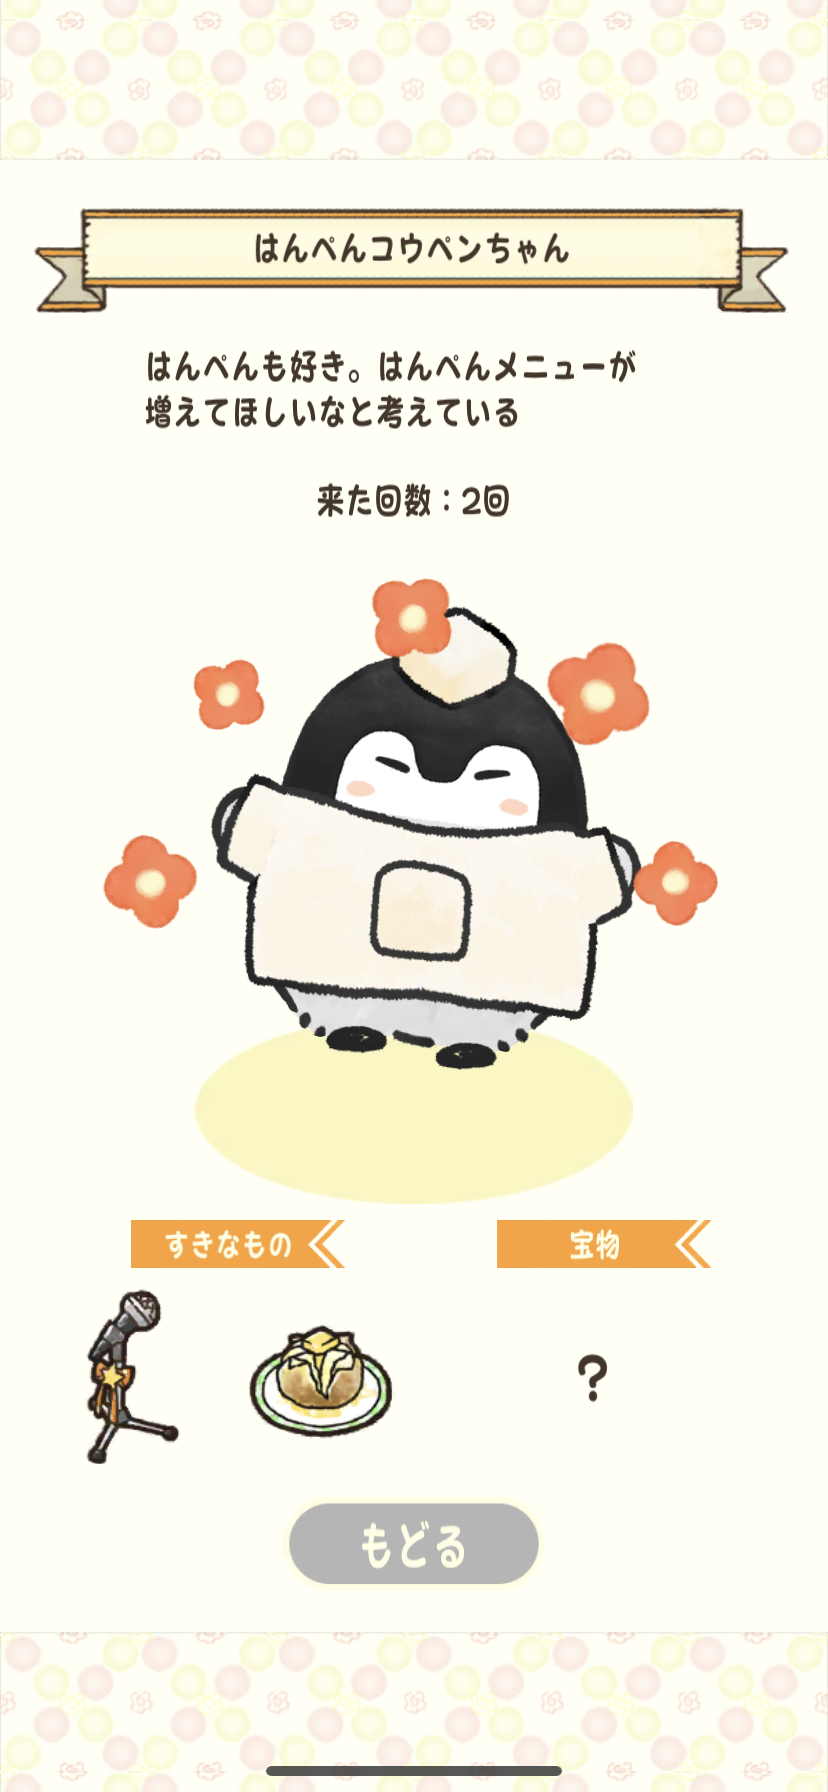 はんぺんコウペンちゃん
はんぺんも好き。はんぺんメニューが
増えてほしいなと考えている
来た回数：2回
すきなもの
宝物
?
もどる